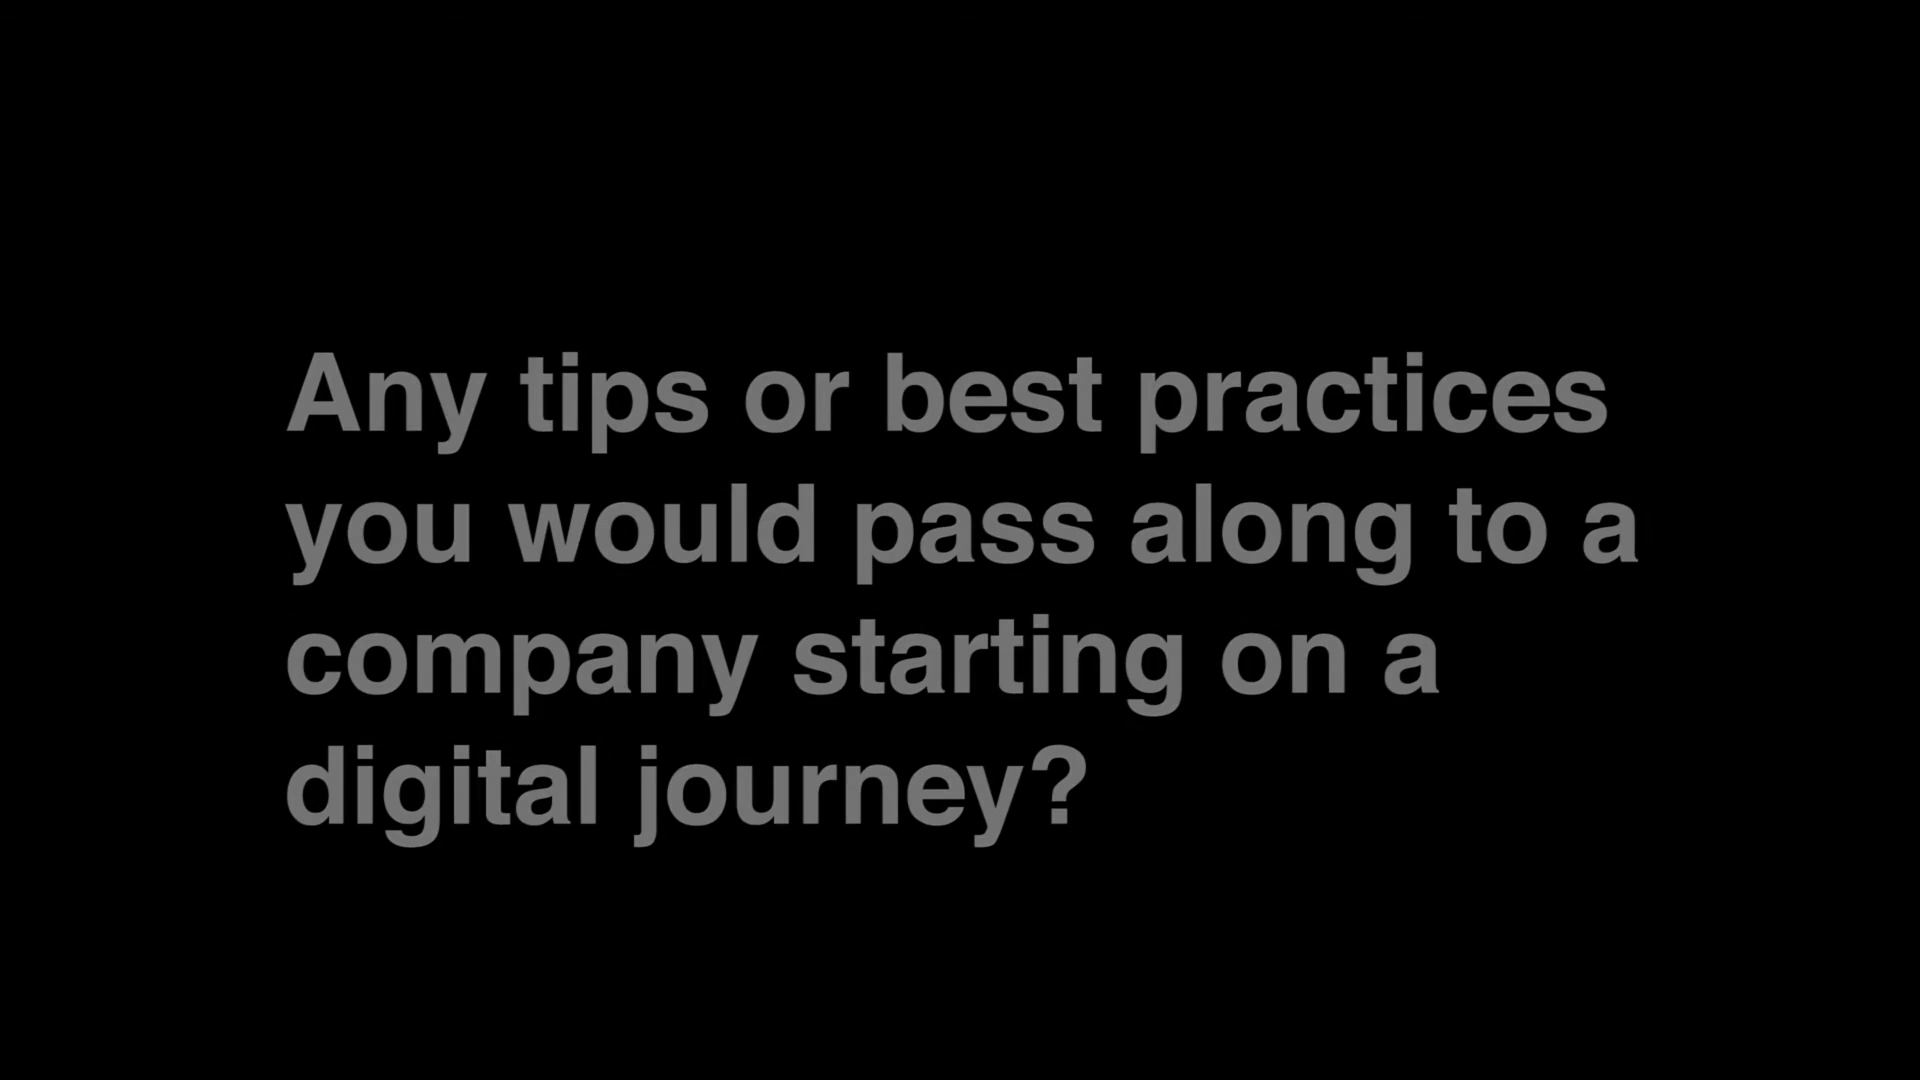 Any tips or best practices
you would pass along to a
company starting on a
digital journey?